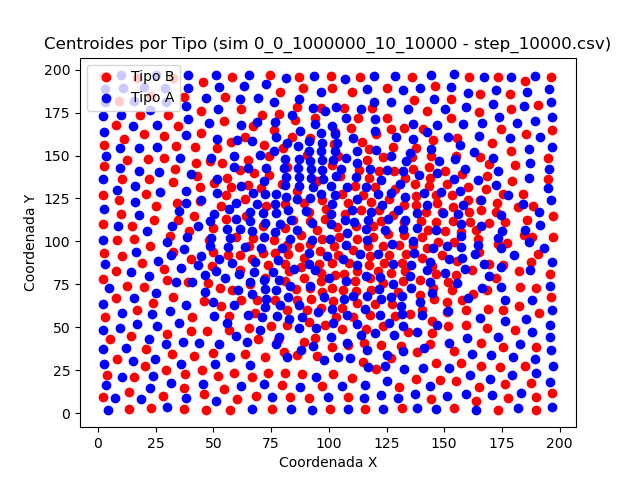 Centroides por Tipo (sim 0_0_1000000_10_10000 - step_10000.csv)
Tipo B
Tipo A
Coordenada Y
200
175
150
125
100
75
50
25
0
0 25 50 75 100 125 150 175 200
Coordenada X